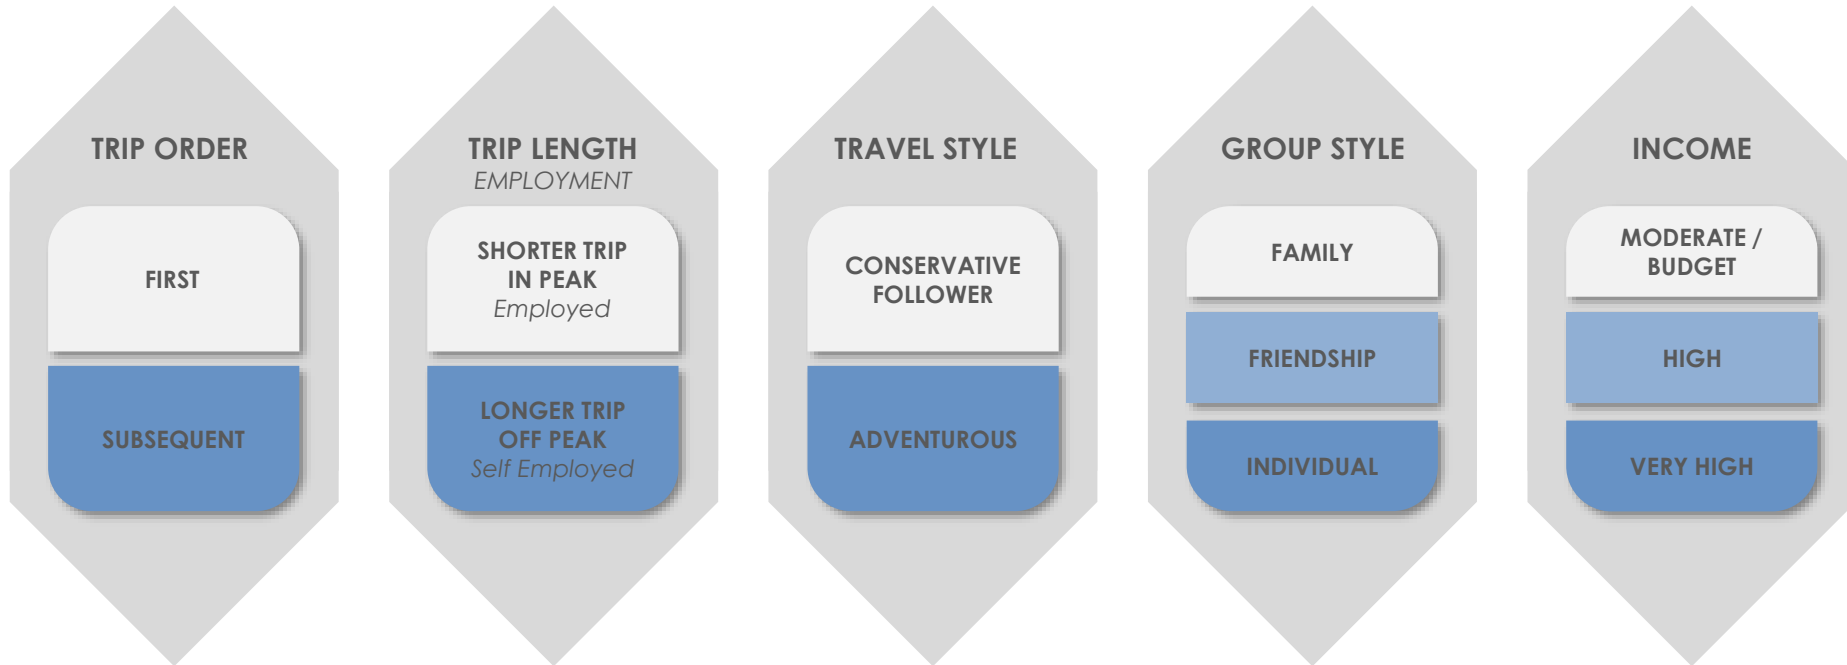 TRIP ORDER
FIRST
SUBSEQUENT
TRIP LENGTH
EMPLOYMENT
SHORTER TRIP
IN PEAK
Employed
LONGER TRIP
OFF PEAK
Self Employed
TRAVEL STYLE
CONSERVATIVE
FOLLOWER
ADVENTUROUS
GROUP STYLE
FAMILY
FRIENDSHIP
INDIVIDUAL
INCOME
MODERATE /
BUDGET
HIGH
VERY HIGH